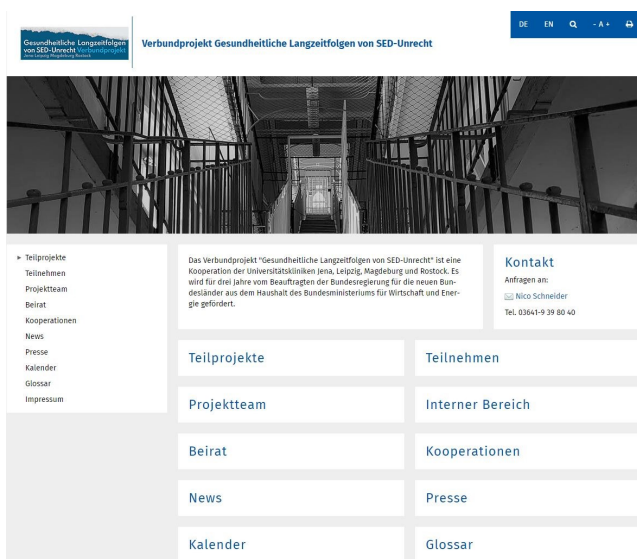 DE EN - A +
Gesundheitliche Langzeitfolgen
von SED-Unrecht Verbundprojekt
Jena Leipzig Magdeburg Rostock
Verbundprojekt Gesundheitliche Langzeitfolgen von SED-Unrecht
Teilprojekte
Teilnehmen
Projektteam
Beirat
Kooperationen
News
Presse
Kalender
Glossar
Impressum
Das Verbundprojekt "Gesundheitliche Langzeitfolgen von SED-Unrecht" ist eine
Kooperation der Universitätskliniken Jena, Leipzig, Magdeburg und Rostock. Es
wird für drei Jahre vom Beauftragten der Bundesregierung für die neuen Bun-
desländer aus dem Haushalt des Bundesministeriums für Wirtschaft und Ener-
gie gefördert.
Kontakt
Anfragen an:
Nico Schneider
Tel. 03641-9 39 80 40
Teilprojekte
Teilnehmen
Projektteam
Interner Bereich
Beirat
Kooperationen
News
Presse
Kalender
Glossar